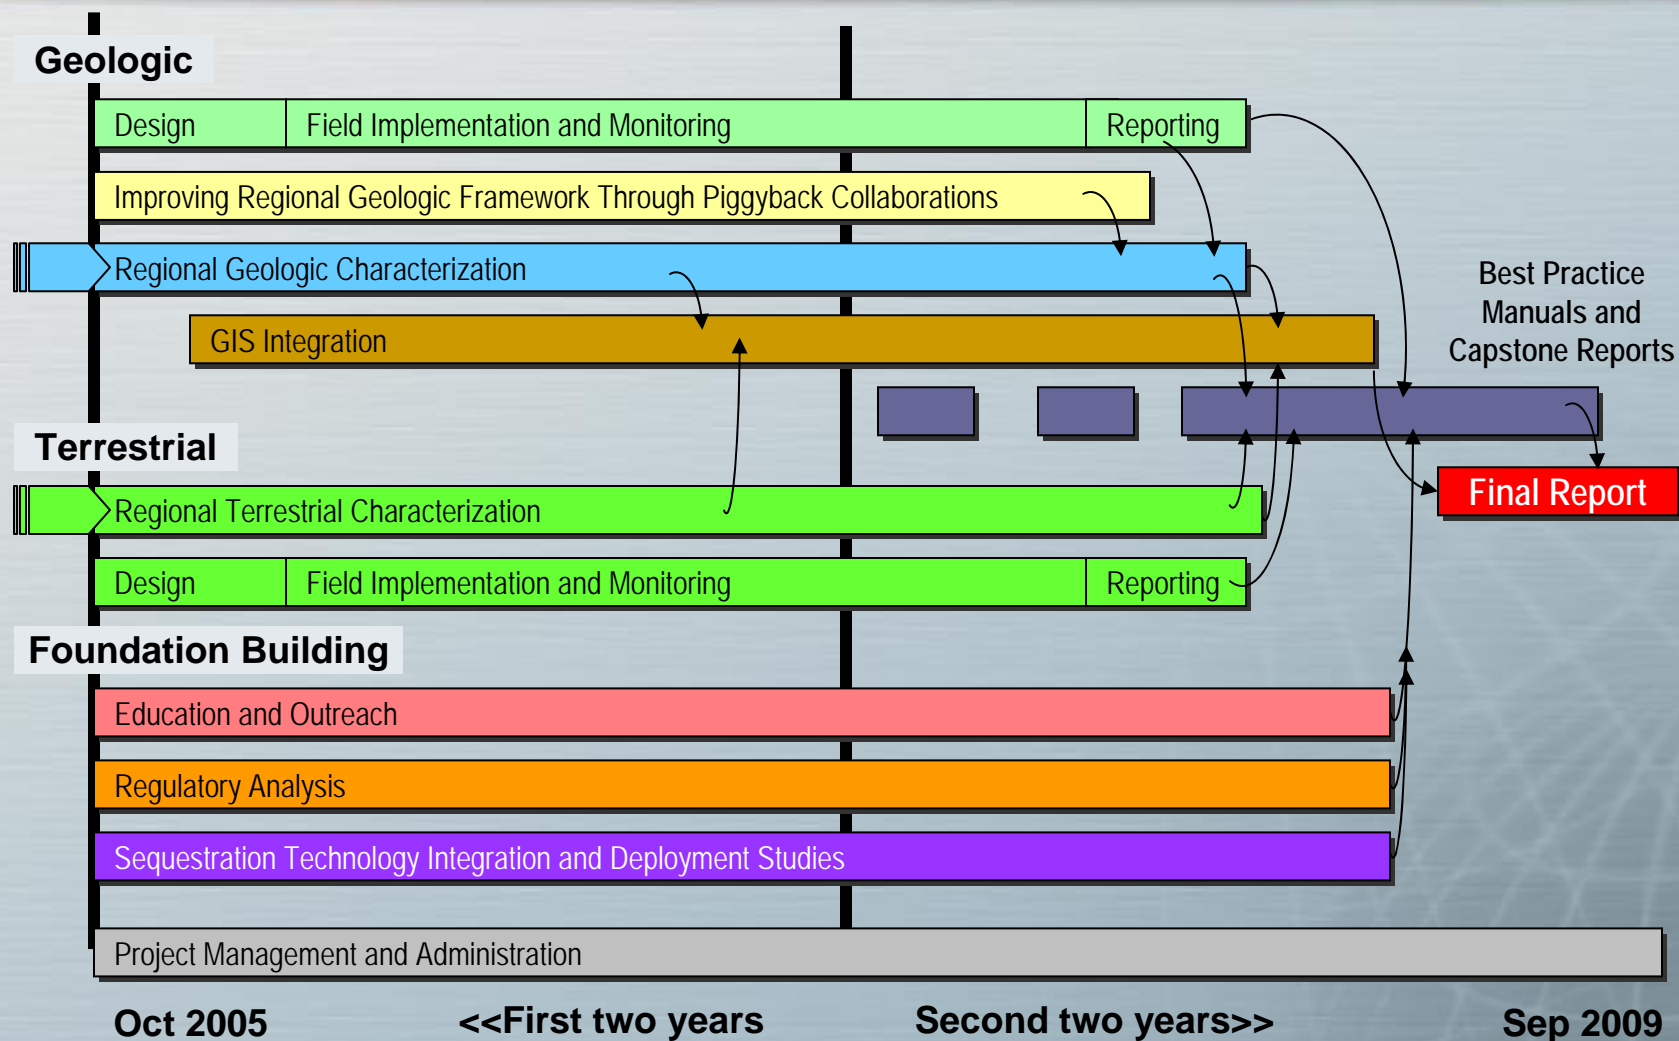 Geologic
Design
Field Implementation and Monitoring
Reporting
Improving Regional Geologic Framework Through Piggyback Collaborations
Regional Geologic Characterization
GIS Integration
Best Practice
Manuals and
Capstone Reports
Terrestrial
Regional Terrestrial Characterization
Final Report
Design
Field Implementation and Monitoring
Reporting
Foundation Building
Education and Outreach
Regulatory Analysis
Sequestration Technology Integration and Deployment Studies
Project Management and Administration
Oct 2005
<<First two years
Second two years>>
Sep 2009